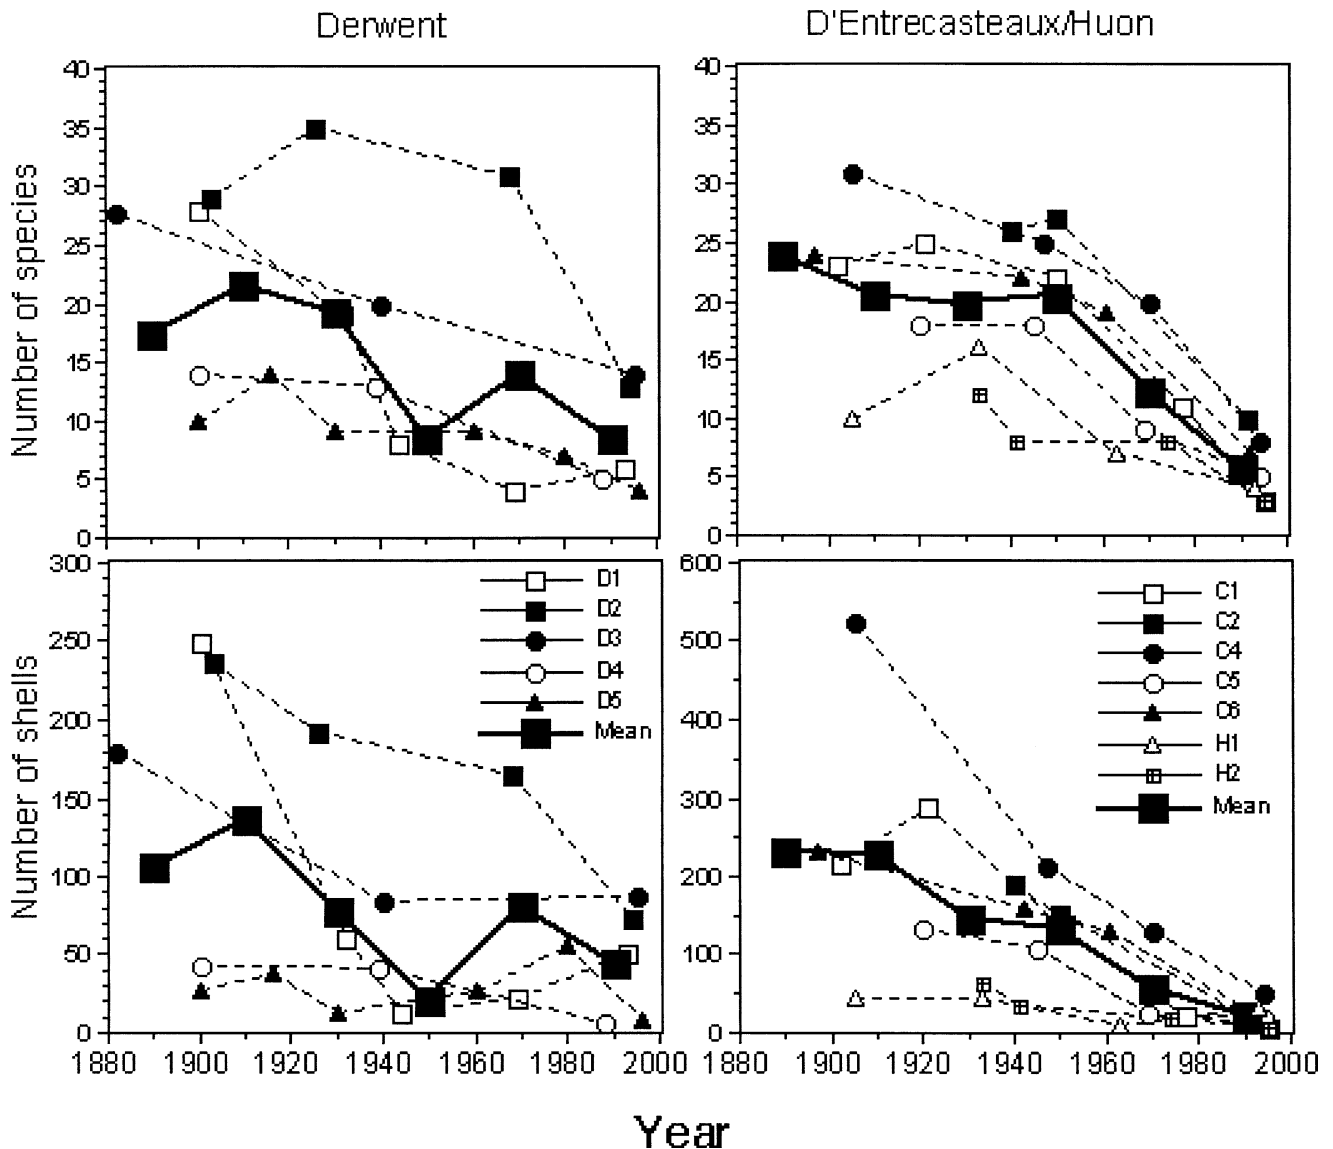 Derwent
D'Entrecasteaux/Huon
Number of species
40
35
30
25
20
15
10
5
0
40
35
30
25
20
15
10
5
0
Number of shells
300
250
200
150
100
50
0
D1
D2
D3
D4
D5
Mean
600
500
400
300
200
100
0
C1
C2
C4
C5
C6
H1
H2
Mean
1880 1900 1920 1940 1960 1980 2000
1880 1900 1920 1940 1960 1980 2000
Year